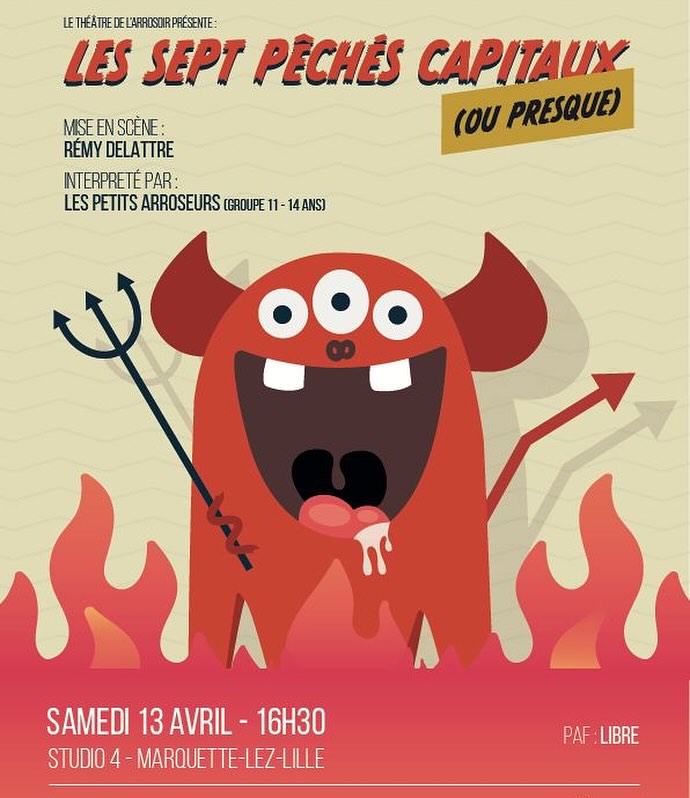 LE THÉÂTRE DE L'ARROSOIR PRÉSENTE :
LES SEPT PÊCHÉS CAPITAUX
(OU PRESQUE)
MISE EN SCÈNE :
RÉMY DELATTRE
INTERPRETÉ PAR :
LES PETITS ARROSEURS (GROUPE 11 - 14 ANS)
SAMEDI 13 AVRIL - 16H30
STUDIO 4 - MARQUETTE-LEZ-LILLE
PAF : LIBRE